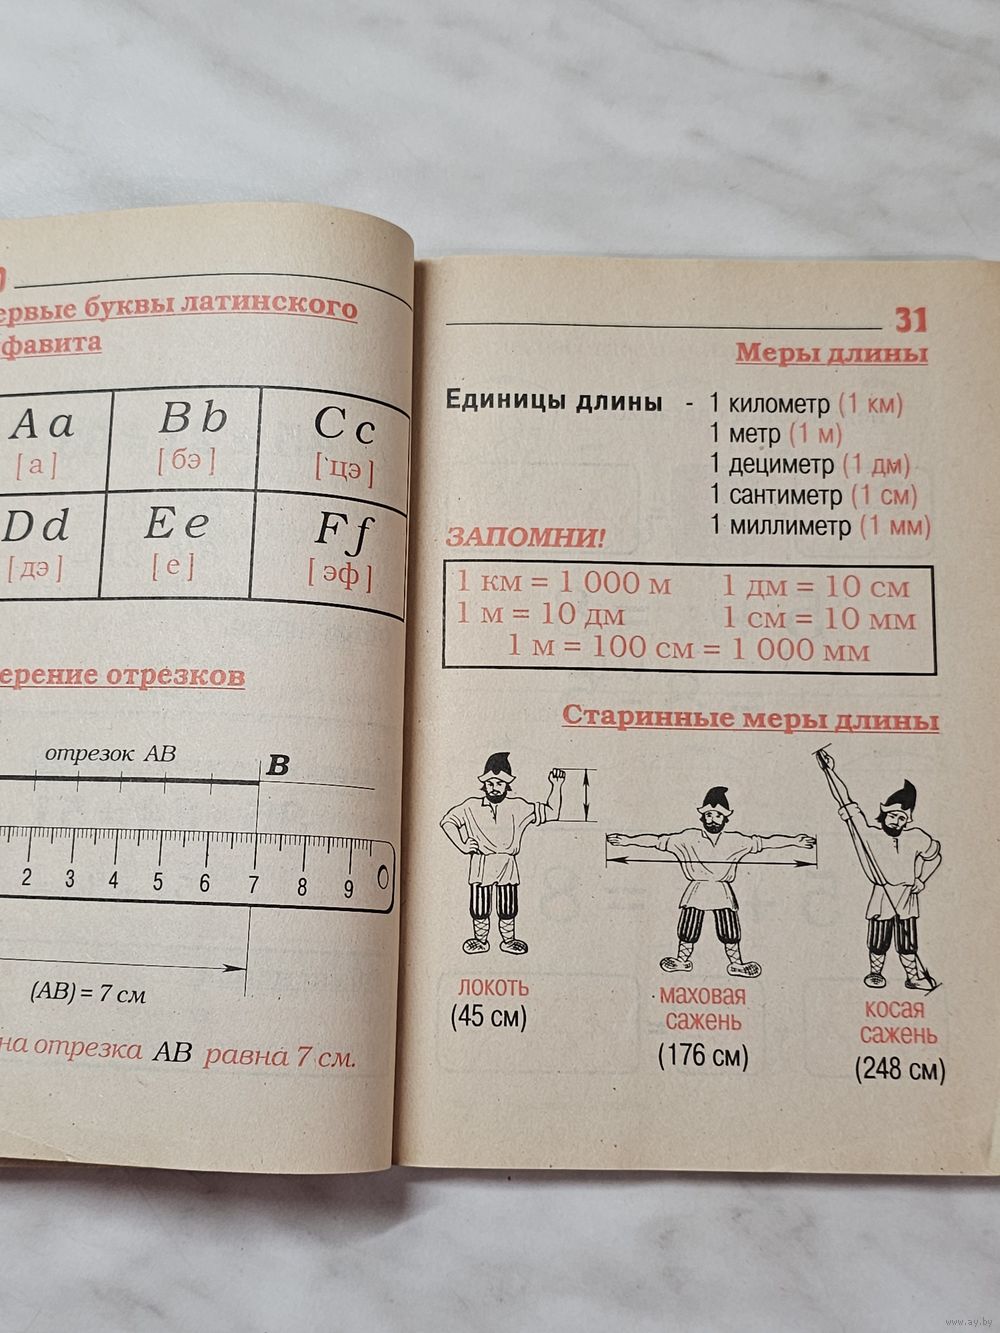 ервые буквы латинского
фавита
A a B b C c
[ а ] [ бэ ] [ цэ ]
D d E e F f
[ дэ ] [ е ] [ эф ]
ерение отрезков
отрезок АВ В
2 3 4 5 6 7 8 9
(АВ) = 7 см
на отрезка АВ равна 7 см.
31
Меры длины
Единицы длины - 1 километр (1 км)
1 метр (1 м)
1 дециметр (1 дм)
1 сантиметр (1 см)
1 миллиметр (1 мм)
ЗАПОМНИ!
1 км = 1 000 м 1 дм = 10 см
1 м = 10 дм 1 см = 10 мм
1 м = 100 см = 1 000 мм
Старинные меры длины
локоть
(45 см)
маховая
сажень
(176 см)
косая
сажень
(248 см)
www.ay.by